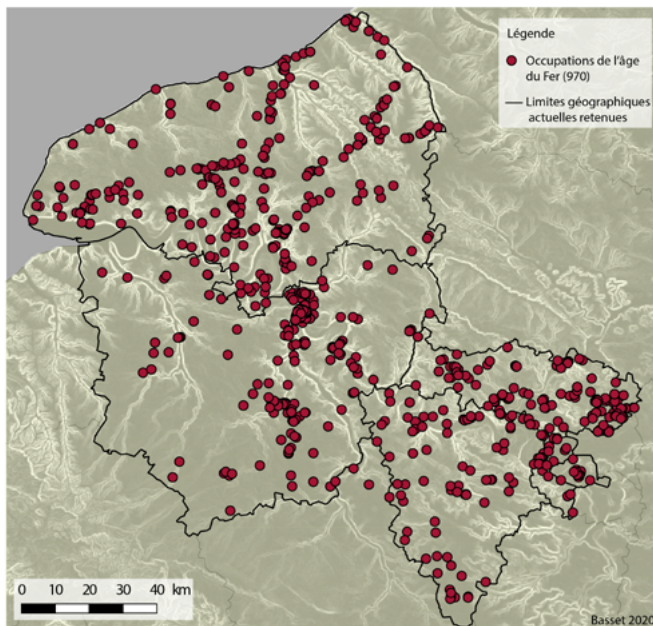 Légende
Occupations de l'âge
du Fer (970)
Limites géographiques
actuelles retenues
0 10 20 30 40 km
Basset 2020